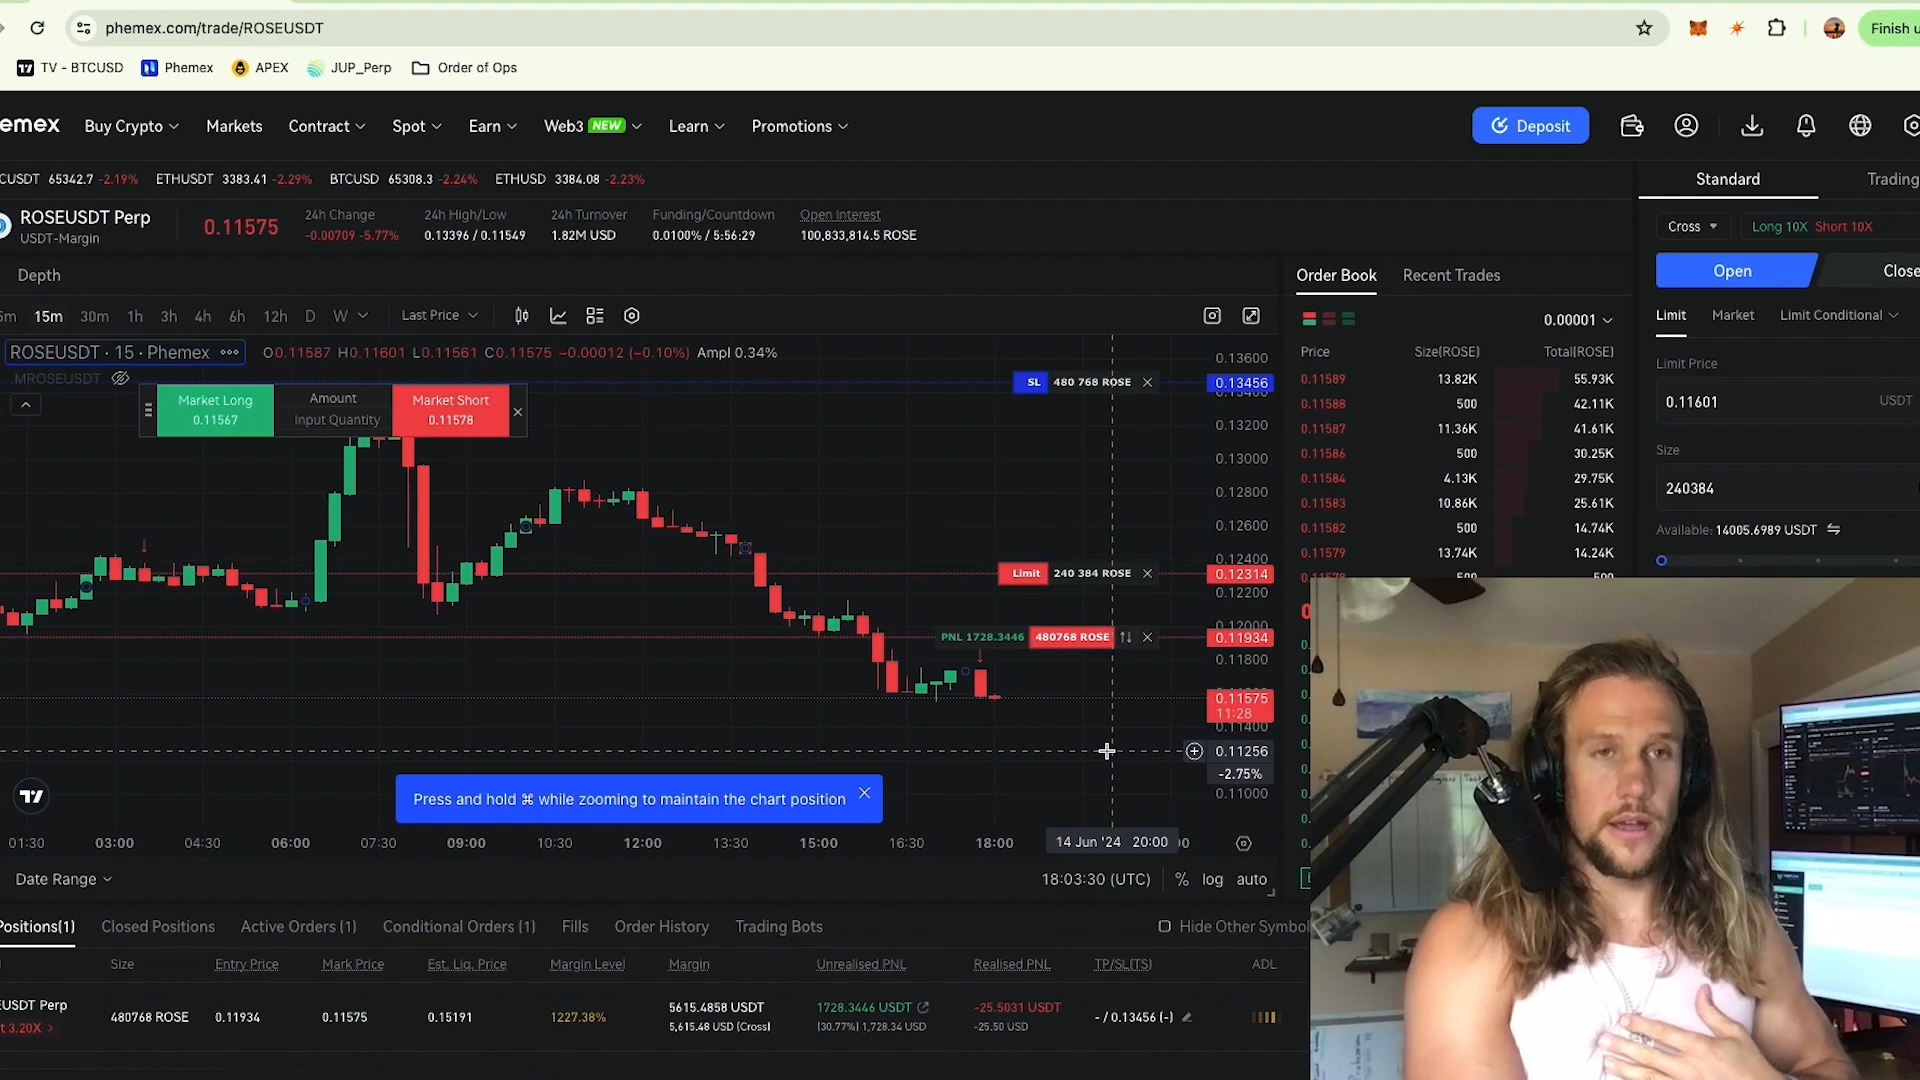 phemex.com/trade/ROSEUSDT
Finish u
TV - BTCUSD Phemex APEX JUP_Perp Order of Ops
emex Buy Crypto Markets Contract Spot Earn Web3 NEW Learn Promotions Deposit
CUSDT 65342.7 -2.19% ETHUSDT 3383.41 -2.29% BTCUSD 65308.3 -2.24% ETHUSD 3384.08 -2.23%
Standard Trading
ROSEUSDT Perp
USDT-Margin
0.11575
24h Change 24h High/Low 24h Turnover Funding/Countdown Open Interest
-0.00709 -5.77% 0.13396 / 0.11549 1.82M USD 0.0100% / 5:56:29 100,833,814.5 ROSE
Cross Long 10X Short 10X
Open Close
Depth
Order Book Recent Trades
5m 15m 30m 1h 3h 4h 6h 12h D W Last Price
0.00001
Limit Market Limit Conditional
ROSEUSDT · 15 · Phemex O0.11587 H0.11601 L0.11561 C0.11575 −0.00012 (−0.10%) Ampl 0.34%
.MROSEUSDT
Price Size(ROSE) Total(ROSE)
0.11589 13.82K 55.93K
0.11588 500 42.11K
0.11587 11.36K 41.61K
0.11586 500 30.25K
0.11584 4.13K 29.75K
0.11583 10.86K 25.61K
0.11582 500 14.74K
0.11579 13.74K 14.24K
0.11578 500 500
Limit Price
0.11601 USDT
Size
240384
Available: 14005.6989 USDT
Market Long
0.11567
Amount
Input Quantity
Market Short
0.11578
SL 480 768 ROSE
Limit 240 384 ROSE
PNL 1728.3446 480768 ROSE
0.13600
0.13456
0.13400
0.13200
0.13000
0.12800
0.12600
0.12400
0.12314
0.12200
0.12000
0.11934
0.11800
0.11575
11:28
0.11400
0.11256
-2.75%
0.11000
Press and hold ⌘ while zooming to maintain the chart position
01:30 03:00 04:30 06:00 07:30 09:00 10:30 12:00 13:30 15:00 16:30 18:00 14 Jun '24 20:00
Date Range
18:03:30 (UTC) % log auto
Positions(1) Closed Positions Active Orders (1) Conditional Orders (1) Fills Order History Trading Bots Hide Other Symbol
Size Entry Price Mark Price Est. Liq. Price Margin Level Margin Unrealised PNL Realised PNL TP/SL(TS) ADL
EUSDT Perp
t 3.20X >
480768 ROSE 0.11934 0.11575 0.15191 1227.38%
5615.4858 USDT
5,615.48 USD (Cross)
1728.3446 USDT
(30.77%) 1,728.34 USD
-25.5031 USDT
-25.50 USD
- / 0.13456 (-)